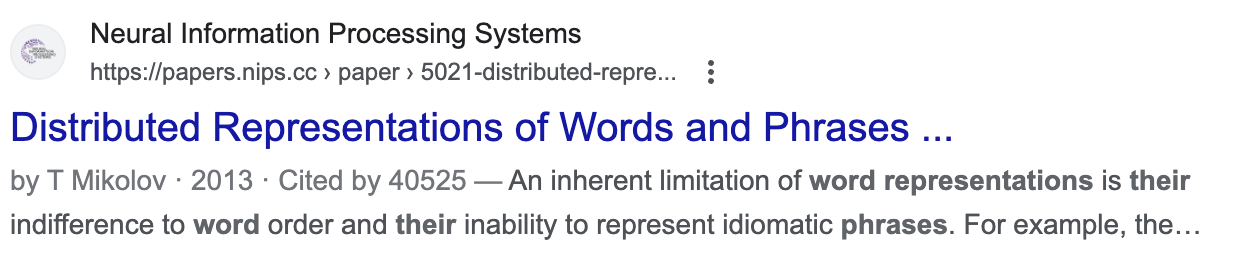 Neural Information Processing Systems
https://papers.nips.cc › paper › 5021-distributed-repre...
Distributed Representations of Words and Phrases ...
by T Mikolov · 2013 · Cited by 40525 — An inherent limitation of word representations is their
indifference to word order and their inability to represent idiomatic phrases. For example, the…